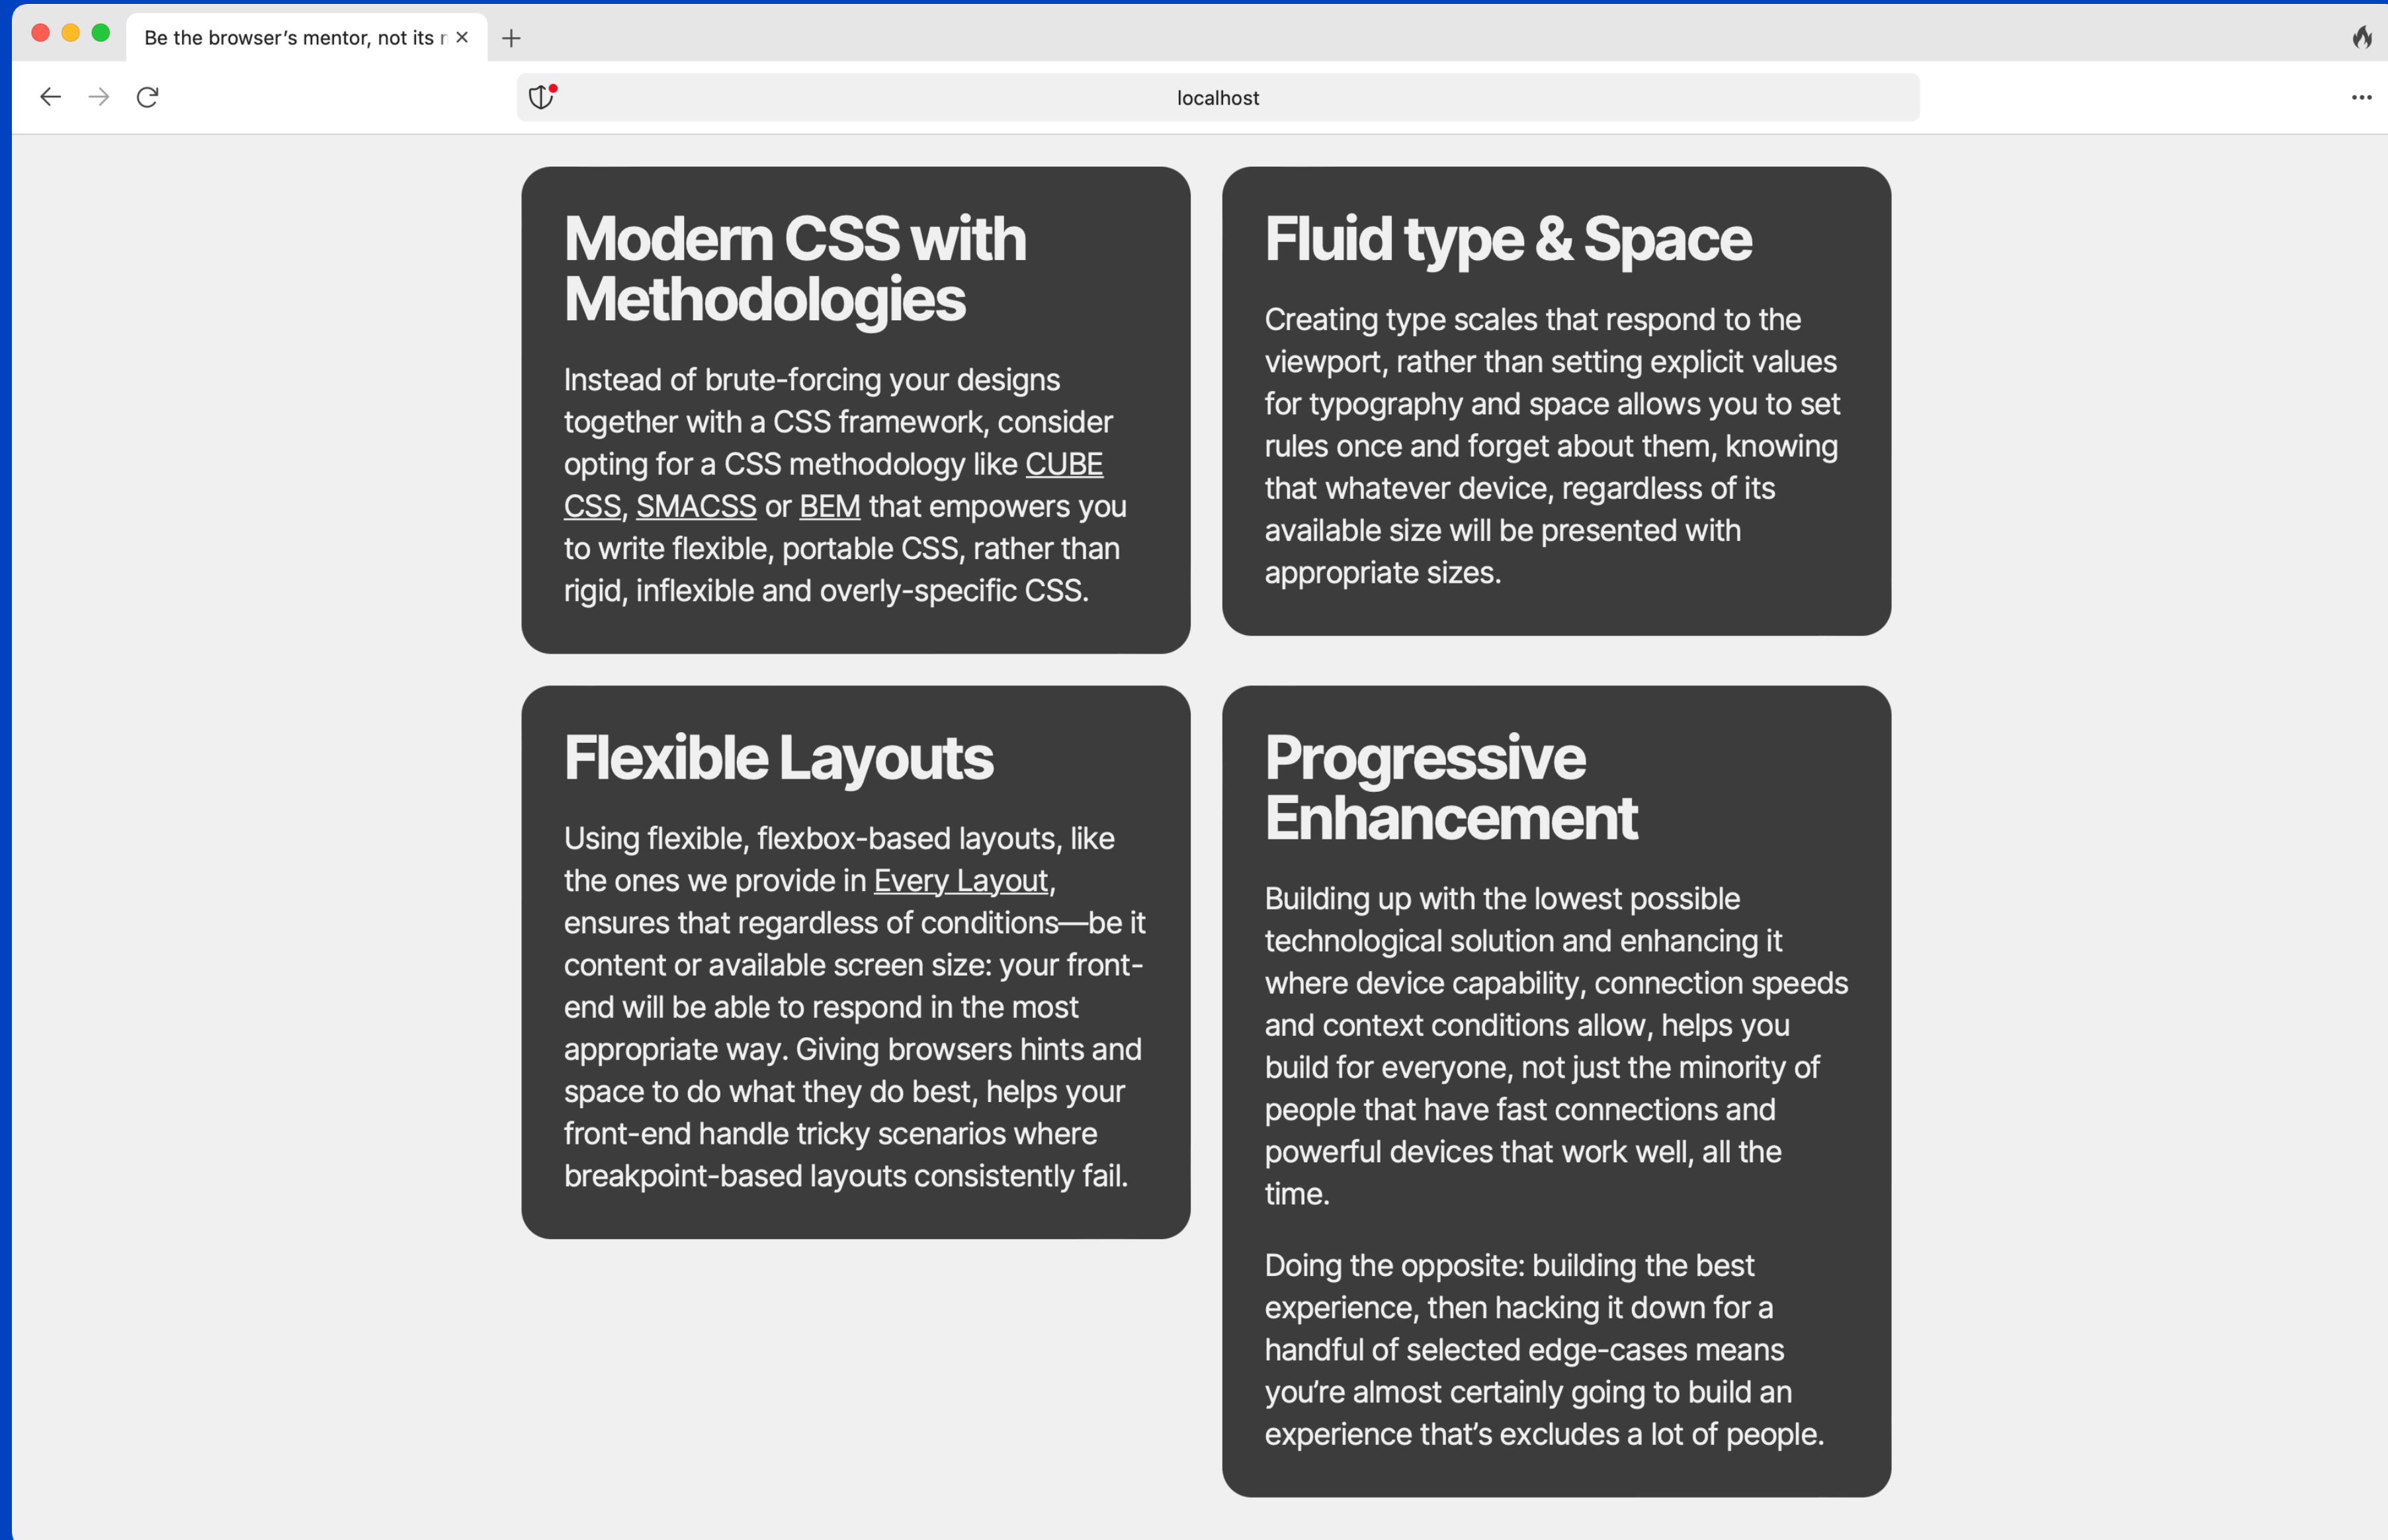 Be the browser’s mentor, not its
localhost
Modern CSS with
Methodologies
Instead of brute-forcing your designs
together with a CSS framework, consider
opting for a CSS methodology like CUBE
CSS, SMACSS or BEM that empowers you
to write flexible, portable CSS, rather than
rigid, inflexible and overly-specific CSS.
Fluid type & Space
Creating type scales that respond to the
viewport, rather than setting explicit values
for typography and space allows you to set
rules once and forget about them, knowing
that whatever device, regardless of its
available size will be presented with
appropriate sizes.
Flexible Layouts
Using flexible, flexbox-based layouts, like
the ones we provide in Every Layout,
ensures that regardless of conditions—be it
content or available screen size: your front-
end will be able to respond in the most
appropriate way. Giving browsers hints and
space to do what they do best, helps your
front-end handle tricky scenarios where
breakpoint-based layouts consistently fail.
Progressive
Enhancement
Building up with the lowest possible
technological solution and enhancing it
where device capability, connection speeds
and context conditions allow, helps you
build for everyone, not just the minority of
people that have fast connections and
powerful devices that work well, all the
time.
Doing the opposite: building the best
experience, then hacking it down for a
handful of selected edge-cases means
you’re almost certainly going to build an
experience that’s excludes a lot of people.